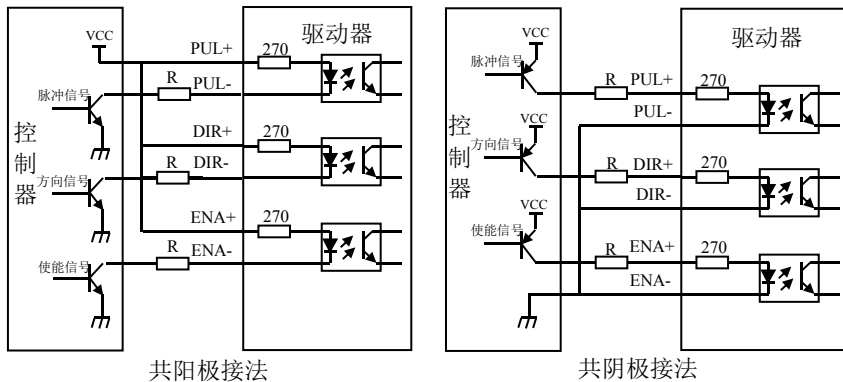 VCC
PUL+
270
驱动器
脉冲信号
R
PUL-
控制器
DIR+
270
方向信号
R
DIR-
ENA+
270
使能信号
R
ENA-
共阳极接法
VCC
驱动器
脉冲信号
R
PUL+
270
PUL-
控制器
VCC
方向信号
R
DIR+
270
DIR-
VCC
使能信号
R
ENA+
270
ENA-
共阴极接法